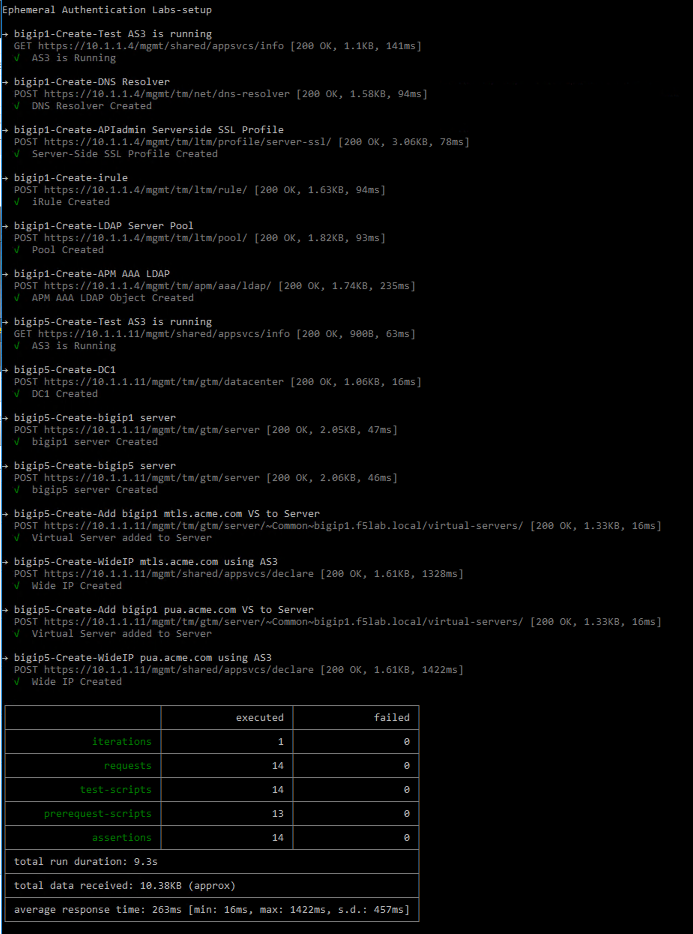 Ephemeral Authentication Labs-setup
→ bigip1-Create-Test AS3 is running
GET https://10.1.1.4/mgmt/shared/appsvcs/info [200 OK, 1.1KB, 141ms]
√ AS3 is Running
→ bigip1-Create-DNS Resolver
POST https://10.1.1.4/mgmt/tm/net/dns-resolver [200 OK, 1.58KB, 94ms]
√ DNS Resolver Created
→ bigip1-Create-APIadmin Serverside SSL Profile
POST https://10.1.1.4/mgmt/tm/ltm/profile/server-ssl/ [200 OK, 3.06KB, 78ms]
√ Server-Side SSL Profile Created
→ bigip1-Create-irule
POST https://10.1.1.4/mgmt/tm/ltm/rule/ [200 OK, 1.63KB, 94ms]
√ iRule Created
→ bigip1-Create-LDAP Server Pool
POST https://10.1.1.4/mgmt/tm/ltm/pool/ [200 OK, 1.82KB, 93ms]
√ Pool Created
→ bigip1-Create-APM AAA LDAP
POST https://10.1.1.4/mgmt/tm/apm/aaa/ldap/ [200 OK, 1.74KB, 235ms]
√ APM AAA LDAP Object Created
→ bigip5-Create-Test AS3 is running
GET https://10.1.1.11/mgmt/shared/appsvcs/info [200 OK, 900B, 63ms]
√ AS3 is Running
→ bigip5-Create-DC1
POST https://10.1.1.11/mgmt/tm/gtm/datacenter [200 OK, 1.06KB, 16ms]
√ DC1 Created
→ bigip5-Create-bigip1 server
POST https://10.1.1.11/mgmt/tm/gtm/server [200 OK, 2.05KB, 47ms]
√ bigip1 server Created
→ bigip5-Create-bigip5 server
POST https://10.1.1.11/mgmt/tm/gtm/server [200 OK, 2.06KB, 46ms]
√ bigip5 server Created
→ bigip5-Create-Add bigip1 mtls.acme.com VS to Server
POST https://10.1.1.11/mgmt/tm/gtm/server/~Common~bigip1.f5lab.local/virtual-servers/ [200 OK, 1.33KB, 16ms]
√ Virtual Server added to Server
→ bigip5-Create-WideIP mtls.acme.com using AS3
POST https://10.1.1.11/mgmt/shared/appsvcs/declare [200 OK, 1.61KB, 1328ms]
√ Wide IP Created
→ bigip5-Create-Add bigip1 pua.acme.com VS to Server
POST https://10.1.1.11/mgmt/tm/gtm/server/~Common~bigip1.f5lab.local/virtual-servers/ [200 OK, 1.33KB, 16ms]
√ Virtual Server added to Server
→ bigip5-Create-WideIP pua.acme.com using AS3
POST https://10.1.1.11/mgmt/shared/appsvcs/declare [200 OK, 1.61KB, 1422ms]
√ Wide IP Created
executed failed
iterations 1 0
requests 14 0
test-scripts 14 0
prerequest-scripts 13 0
assertions 14 0
total run duration: 9.3s
total data received: 10.38KB (approx)
average response time: 263ms [min: 16ms, max: 1422ms, s.d.: 457ms]